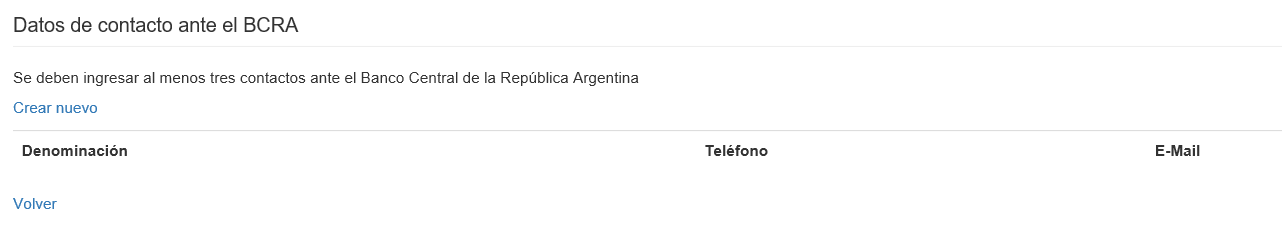 Datos de contacto ante el BCRA
Se deben ingresar al menos tres contactos ante el Banco Central de la República Argentina
Crear nuevo
Denominación Teléfono E-Mail
Volver